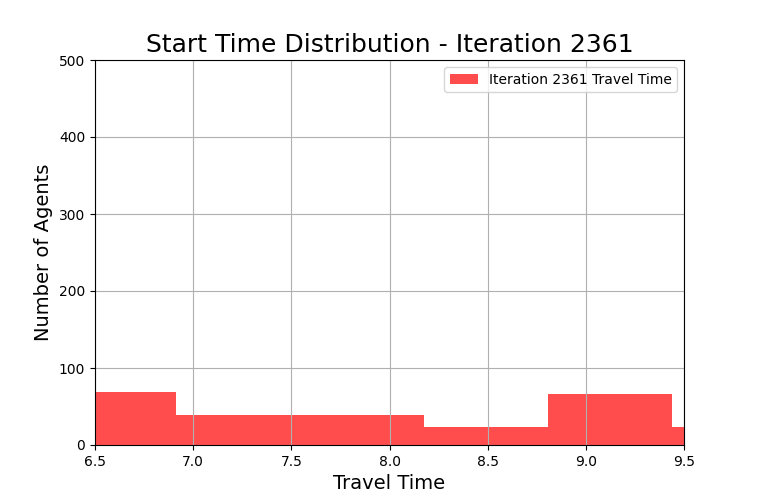 Start Time Distribution - Iteration 2361
Iteration 2361 Travel Time
Number of Agents
500
400
300
200
100
0
6.5 7.0 7.5 8.0 8.5 9.0 9.5
Travel Time